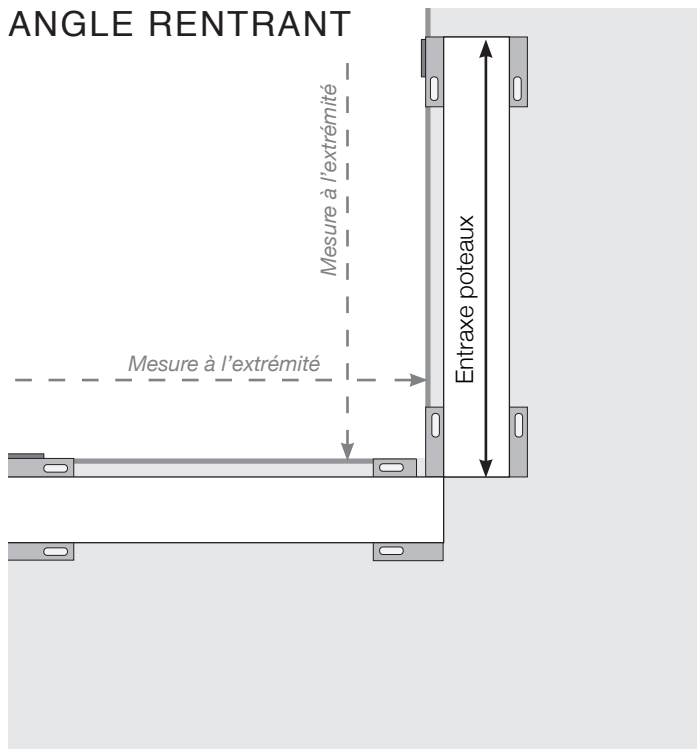 ANGLE RENTRANT
Mesure à l'extrémité
Entraxe poteaux
Mesure à l'extrémité